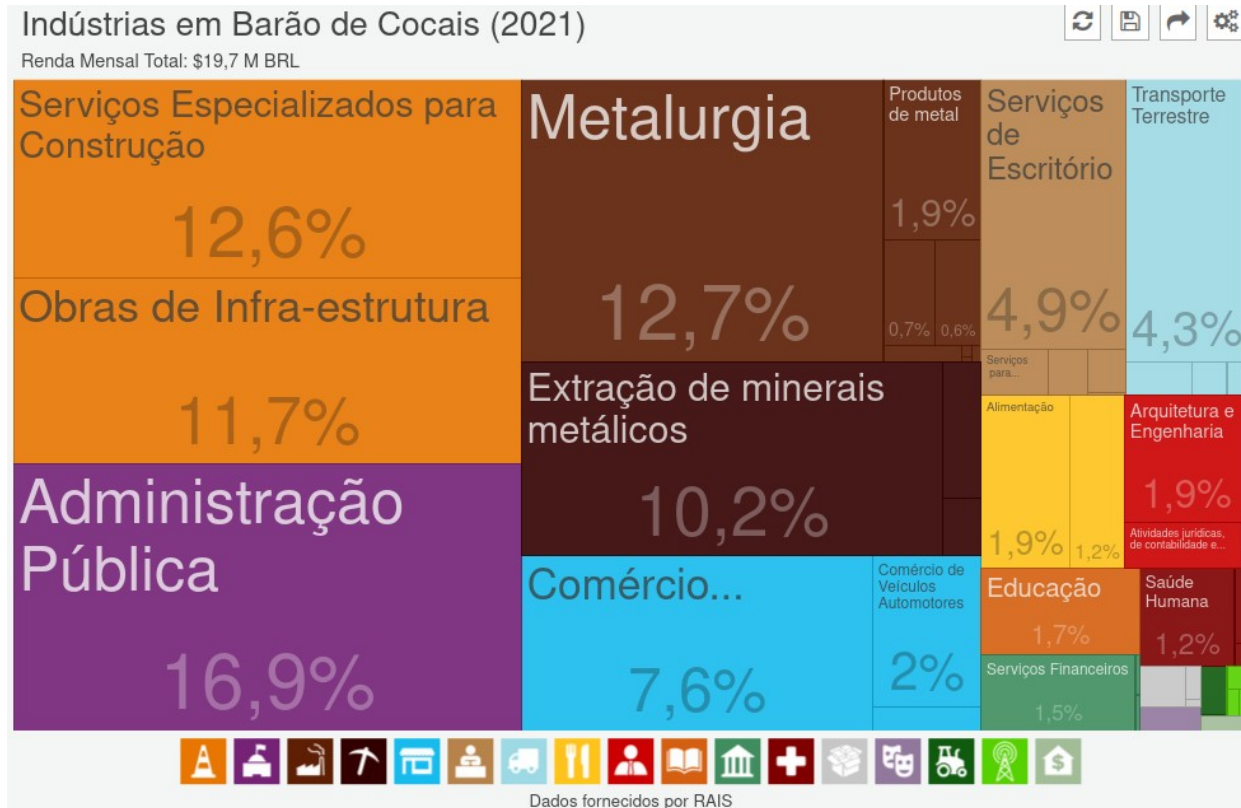 Indústrias em Barão de Cocais (2021)
Renda Mensal Total: $19,7 M BRL
Serviços Especializados para
Construção
12,6%
Obras de Infra-estrutura
11,7%
Administração
Pública
16,9%
Metalurgia
12,7%
Produtos
de metal
1,9%
0,7%
0,6%
Extração de minerais
metálicos
10,2%
Comércio...
7,6%
Comércio de
Veículos
Automotores
2%
Serviços
de
Escritório
4,9%
Serviços
para...
Transporte
Terrestre
4,3%
Alimentação
1,9%
1,2%
Arquitetura e
Engenharia
1,9%
Atividades jurídicas,
de contabilidade e...
Educação
1,7%
Saúde
Humana
1,2%
Serviços Financeiros
1,5%
Dados fornecidos por RAIS